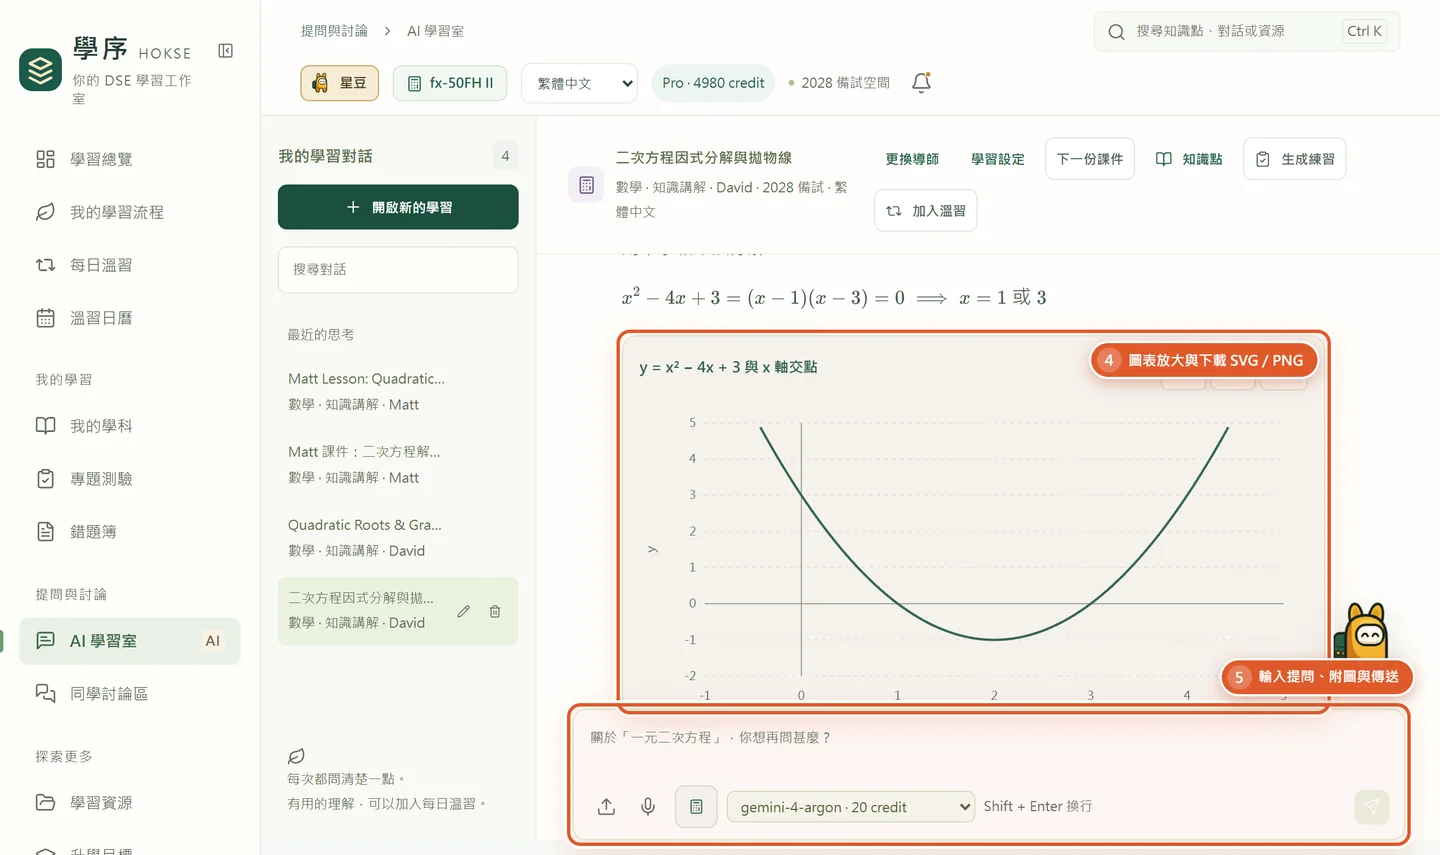 學序 HOKSE
你的 DSE 學習工作
室
學習總覽
我的學習流程
每日溫習
溫習日曆
我的學習
我的學科
專題測驗
錯題簿
提問與討論
AI 學習室 AI
同學討論區
探索更多
學習資源
升學目標
提問與討論 > AI 學習室
搜尋知識點、對話或資源 Ctrl K
星豆 fx-50FH II 繁體中文 Pro · 4980 credit 2028 備試空間
我的學習對話 4
+ 開啟新的學習
搜尋對話
最近的思考
Matt Lesson: Quadratic...
數學 · 知識講解 · Matt
Matt 課件：二次方程解...
數學 · 知識講解 · Matt
Quadratic Roots & Gra...
數學 · 知識講解 · David
二次方程因式分解與拋...
數學 · 知識講解 · David
每次都問清楚一點。
有用的理解，可以加入每日溫習。
二次方程因式分解與拋物線
數學 · 知識講解 · David · 2028 備試 · 繁
體中文
更換導師 學習設定 下一份課件 知識點 生成練習
加入溫習
x² − 4x + 3 = (x − 1)(x − 3) = 0 ⟹ x = 1 或 3
y = x² − 4x + 3 與 x 軸交點
4 圖表放大與下載 SVG / PNG
5
4
3
2
1
0
-1
-2
y
-1 0 1 2 3 4
5 輸入提問、附圖與傳送
關於「一元二次方程」，你想再問甚麼？
gemini-4-argon · 20 credit Shift + Enter 換行